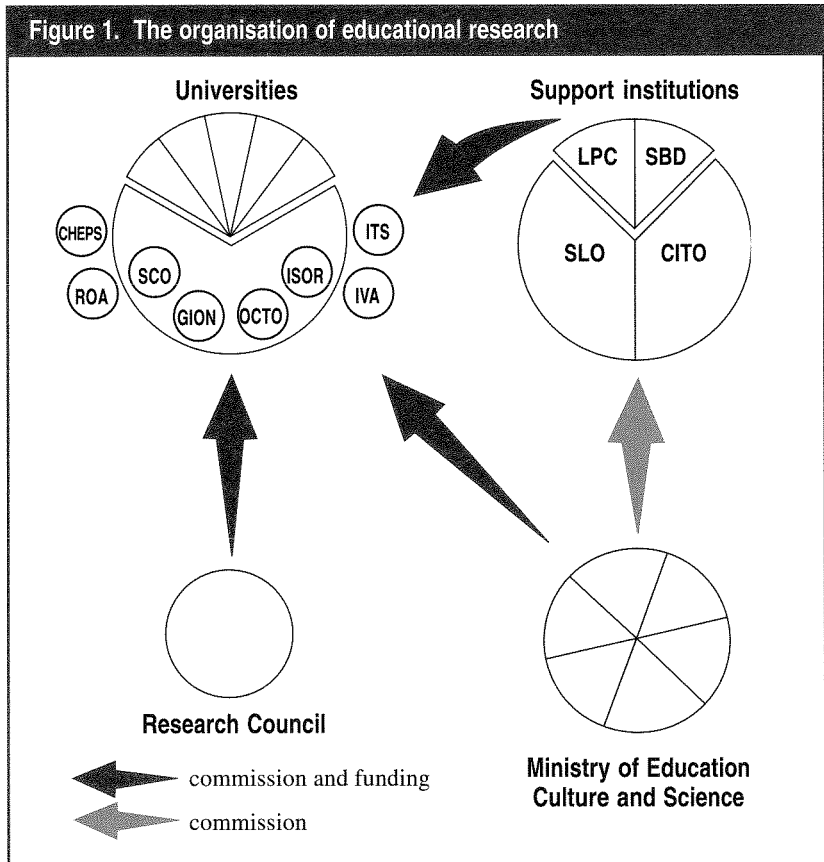 Figure 1. The organisation of educational research
Universities
Support institutions
LPC
SBD
CHEPS
ITS
SLO
CITO
SCO
ISOR
ROA
IVA
GION
OCTO
Research Council
Ministry of Education
Culture and Science
commission and funding
commission